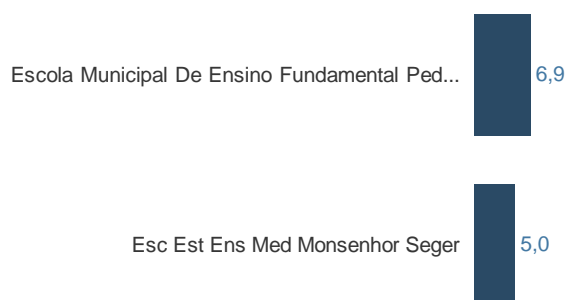 Escola Municipal De Ensino Fundamental Ped... 6,9
Esc Est Ens Med Monsenhor Seger 5,0